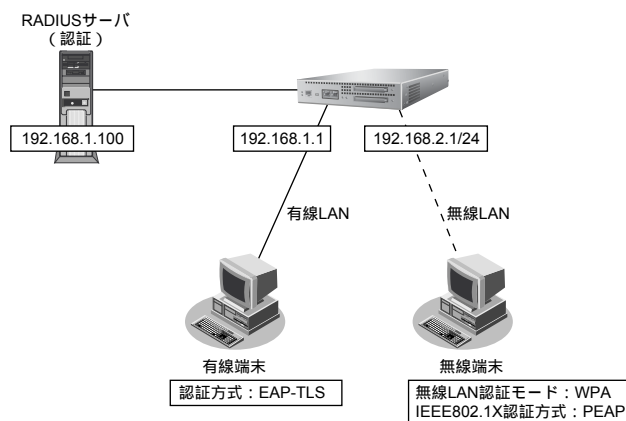 RADIUSサーバ
（認証）
192.168.1.100
192.168.1.1
192.168.2.1/24
有線LAN
無線LAN
有線端末
無線端末
認証方式：EAP-TLS
無線LAN認証モード：WPA
IEEE802.1X認証方式：PEAP